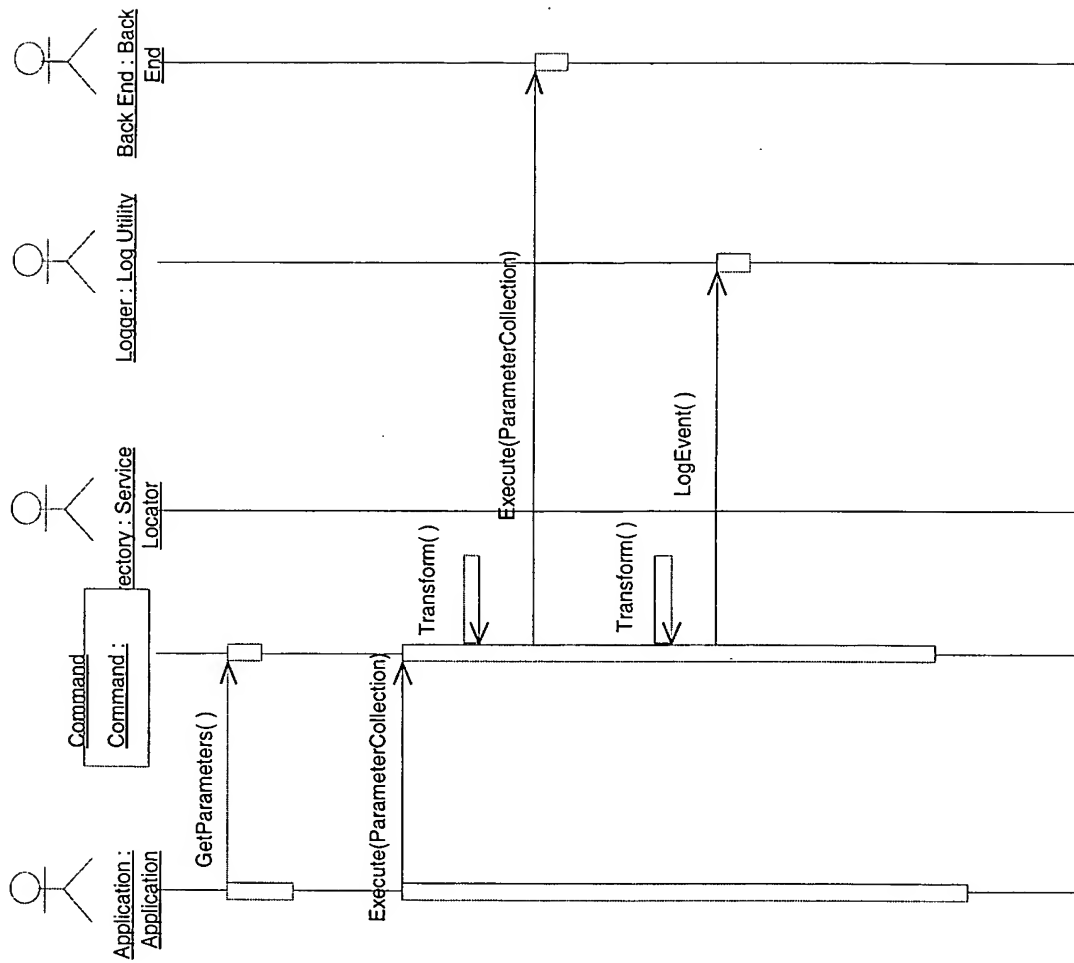 Application :
Application
Command
Command :
rectory : Service
Locator
Logger : Log Utility
Back End : Back
End
GetParameters( )
Execute(ParameterCollection)
Transform( )
Execute(ParameterCollection)
Transform( )
LogEvent( )